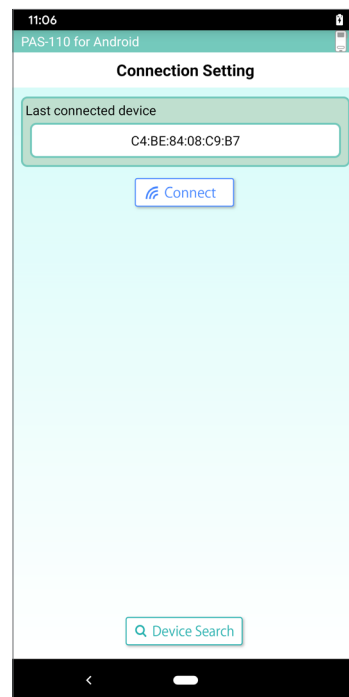 11:06
PAS-110 for Android
Connection Setting
Last connected device
C4:BE:84:08:C9:B7
Connect
Device Search